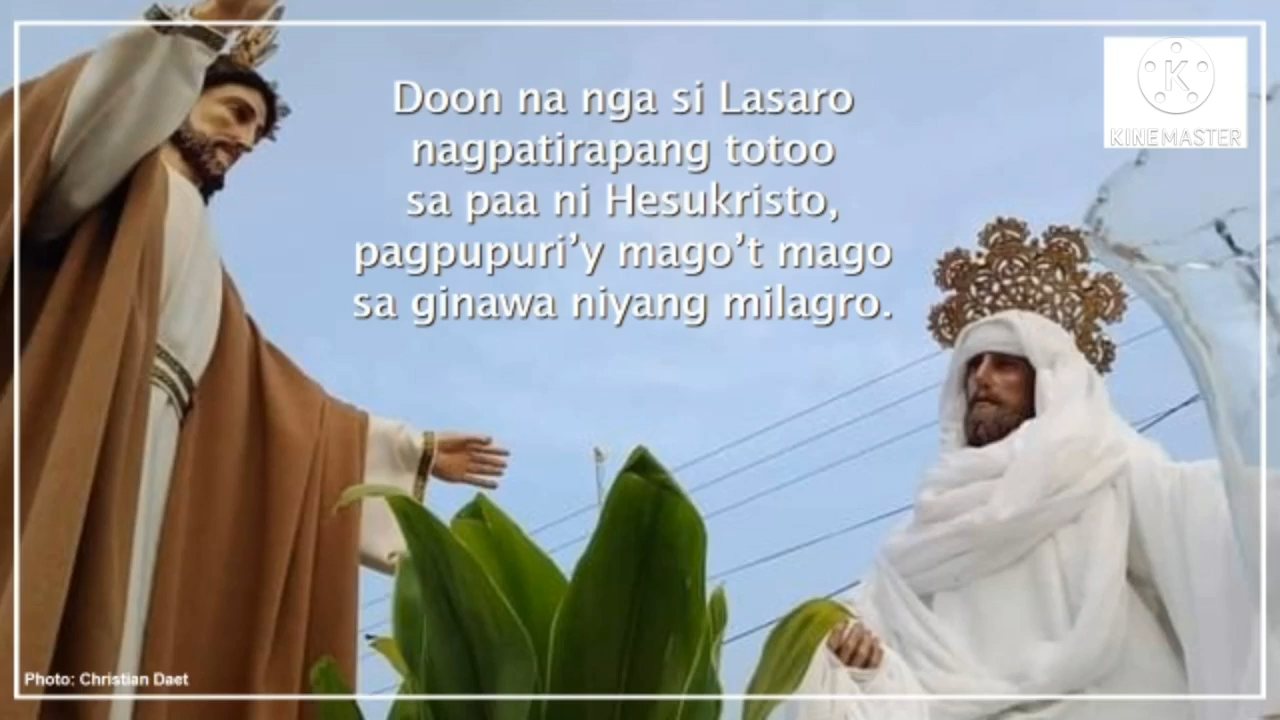 Doon na nga si Lasaro
nagpatirapang totoo
sa paa ni Hesukristo,
pagpupuri’y mago’t mago
sa ginawa niyang milagro.
K
KINEMASTER
Photo: Christian Daet